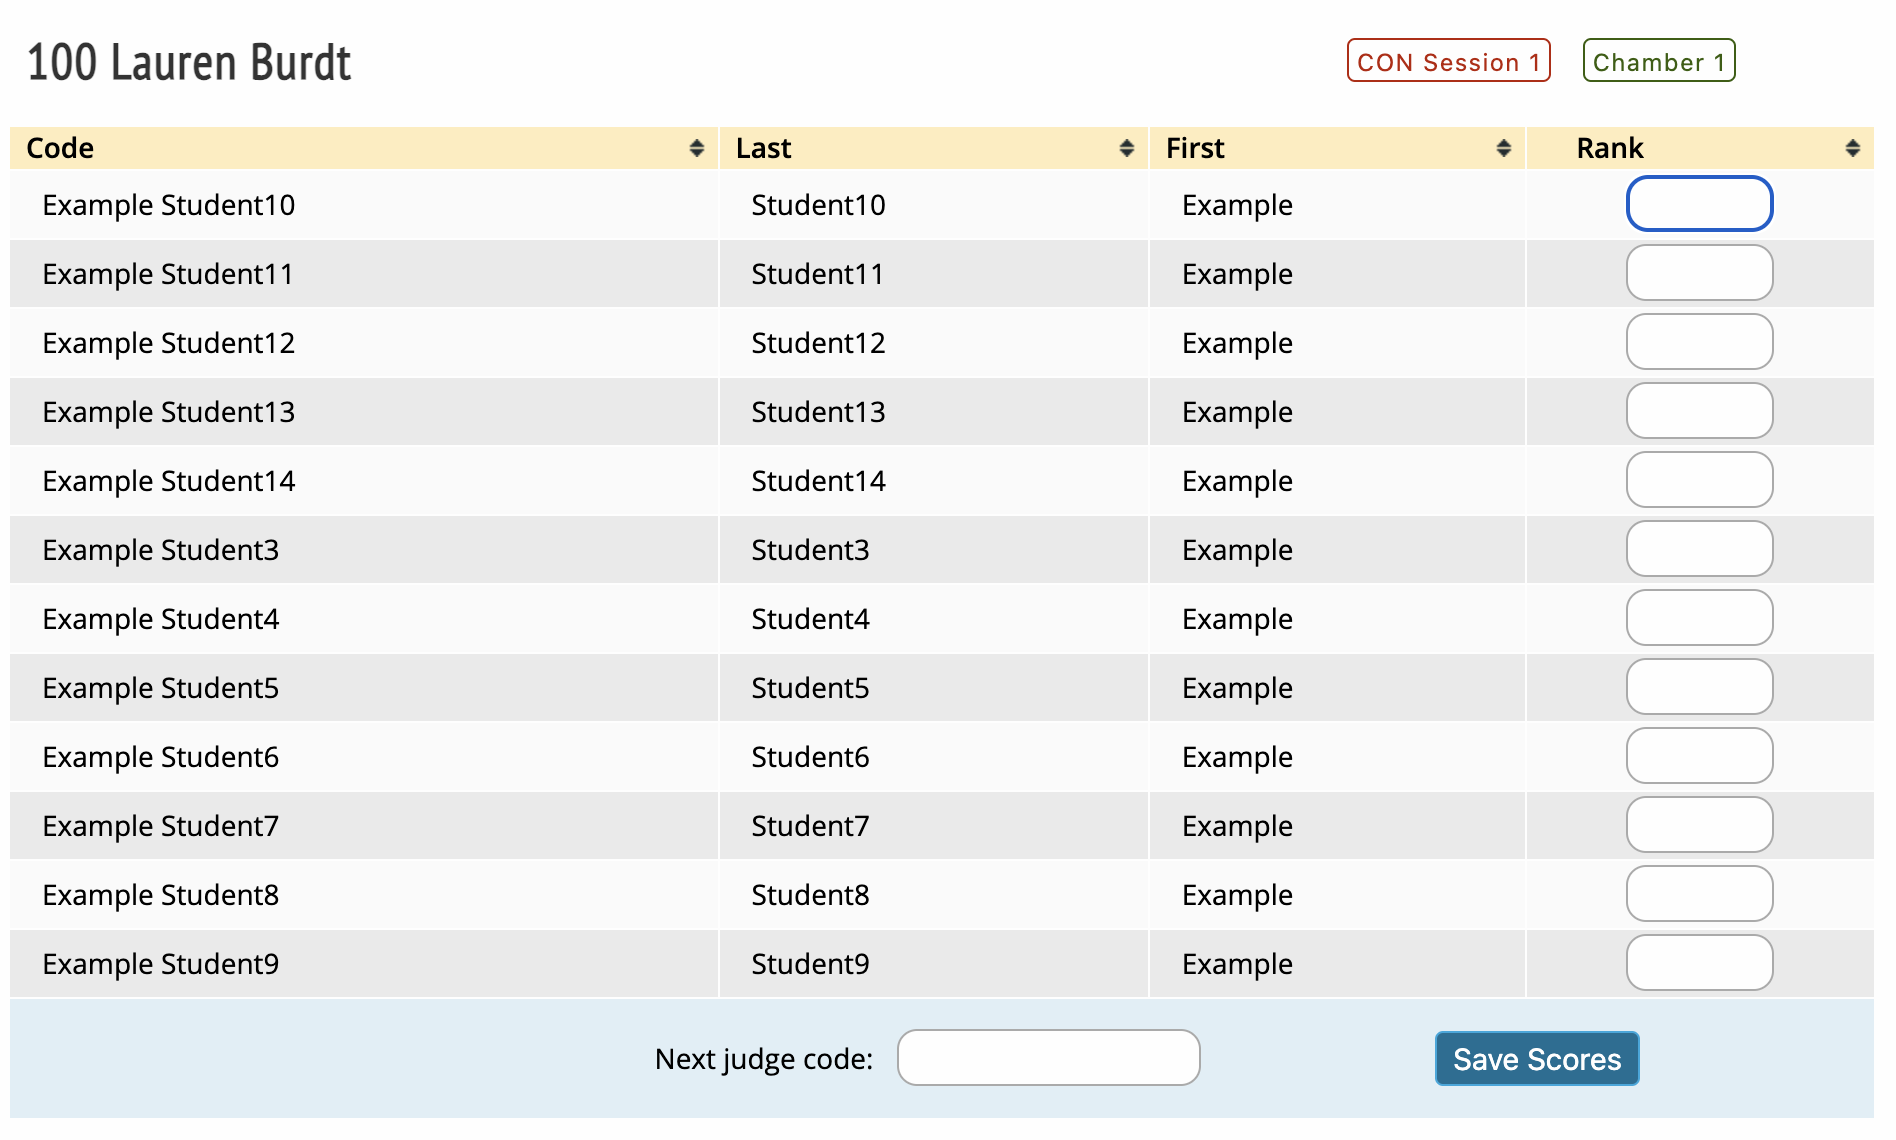 100 Lauren Burdt CON Session 1 Chamber 1
Code Last First Rank
Example Student10 Student10 Example
Example Student11 Student11 Example
Example Student12 Student12 Example
Example Student13 Student13 Example
Example Student14 Student14 Example
Example Student3 Student3 Example
Example Student4 Student4 Example
Example Student5 Student5 Example
Example Student6 Student6 Example
Example Student7 Student7 Example
Example Student8 Student8 Example
Example Student9 Student9 Example
Next judge code: Save Scores